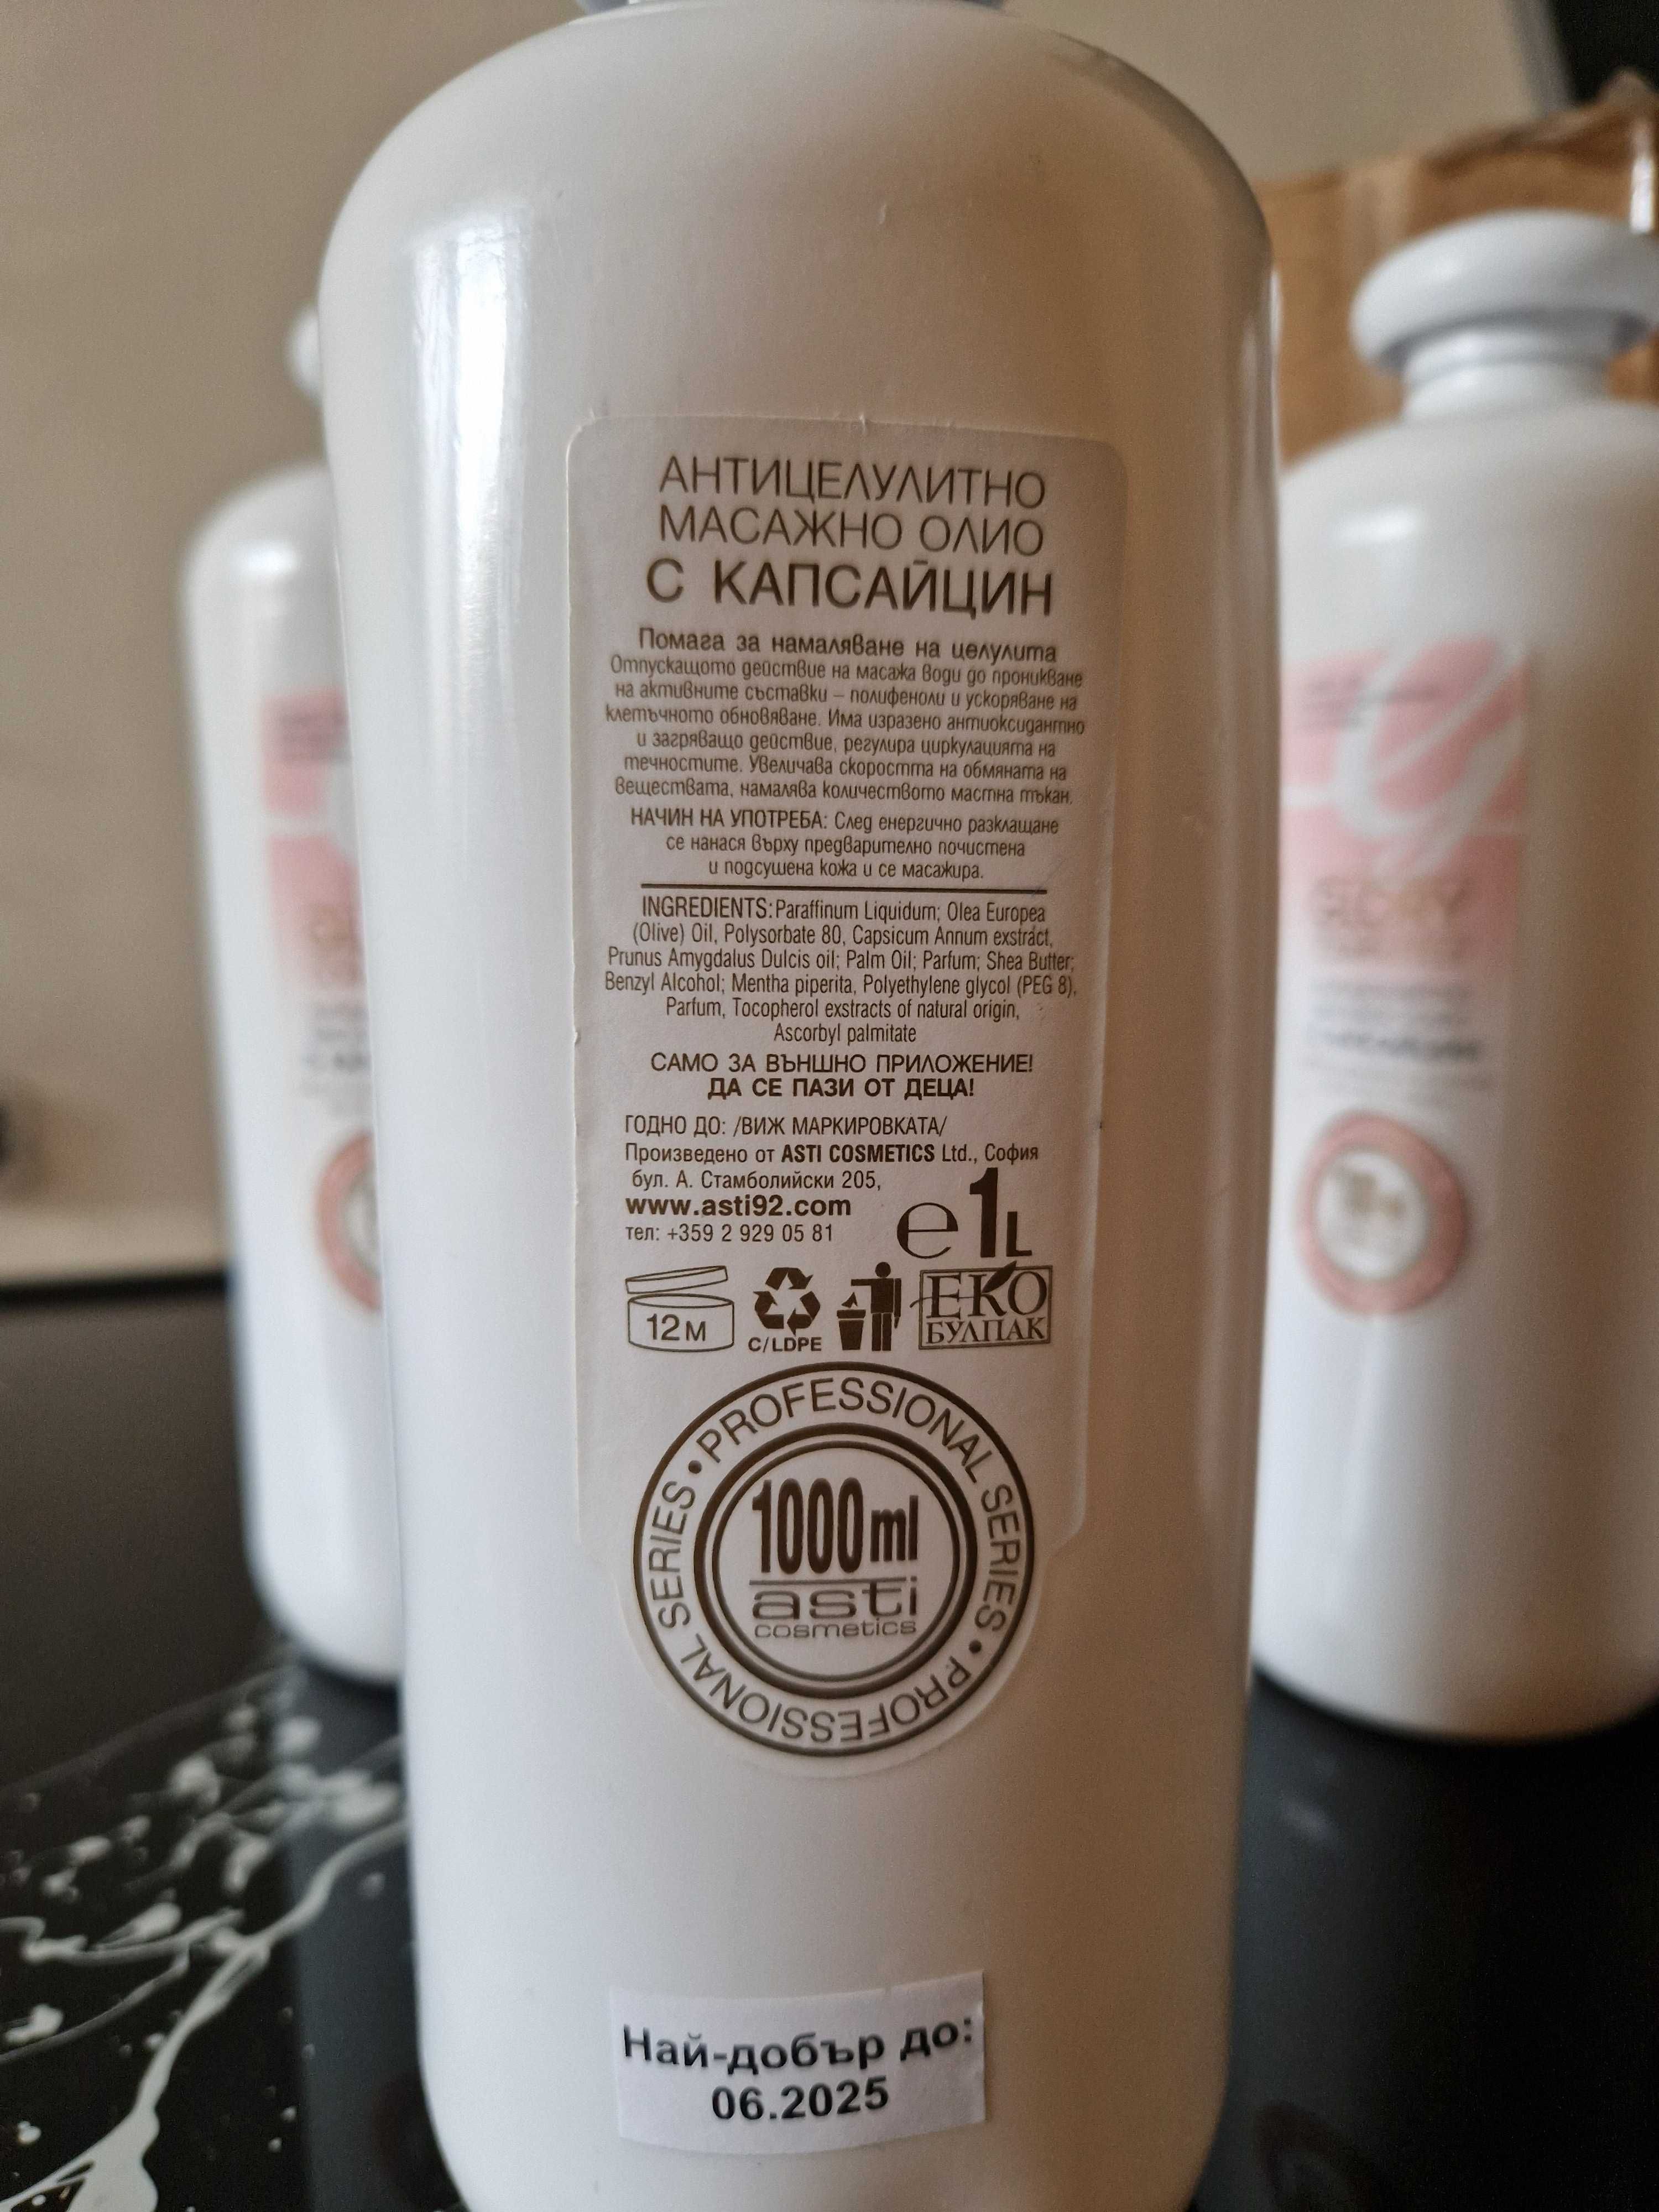 АНТИЦЕЛУЛИТНО
МАСАЖНО ОЛИО
С КАПСАЙЦИН
Помага за намаляване на целулита
Отпускащото действие на масажа води до проникване
на активните съставки – полифеноли и ускоряване на
клетъчното обновяване. Има изразено антиоксидантно
и загряващо действие, регулира циркулацията на
течностите. Увеличава скоростта на обмяната на
веществата, намалява количеството мастна тъкан.
НАЧИН НА УПОТРЕБА: След енергично разклащане
се нанася върху предварително почистена
и подсушена кожа и се масажира.
INGREDIENTS: Paraffinum Liquidum; Olea Europea
(Olive) Oil, Polysorbate 80, Capsicum Annum exstract,
Prunus Amygdalus Dulcis oil; Palm Oil; Parfum; Shea Butter;
Benzyl Alcohol; Mentha piperita, Polyethylene glycol (PEG 8),
Parfum, Tocopherol exstracts of natural origin,
Ascorbyl palmitate
САМО ЗА ВЪНШНО ПРИЛОЖЕНИЕ!
ДА СЕ ПАЗИ ОТ ДЕЦА!
ГОДНО ДО: /ВИЖ МАРКИРОВКАТА/
Произведено от ASTI COSMETICS Ltd., София
бул. А. Стамболийски 205,
www.asti92.com
тел: +359 2 929 05 81
e 1L
12M
C/LDPE
ЕКО
БУЛПАК
PROFESSIONAL SERIES • PROFESSIONAL SERIES •
1000 ml
asti
cosmetics
Най-добър до:
06.2025